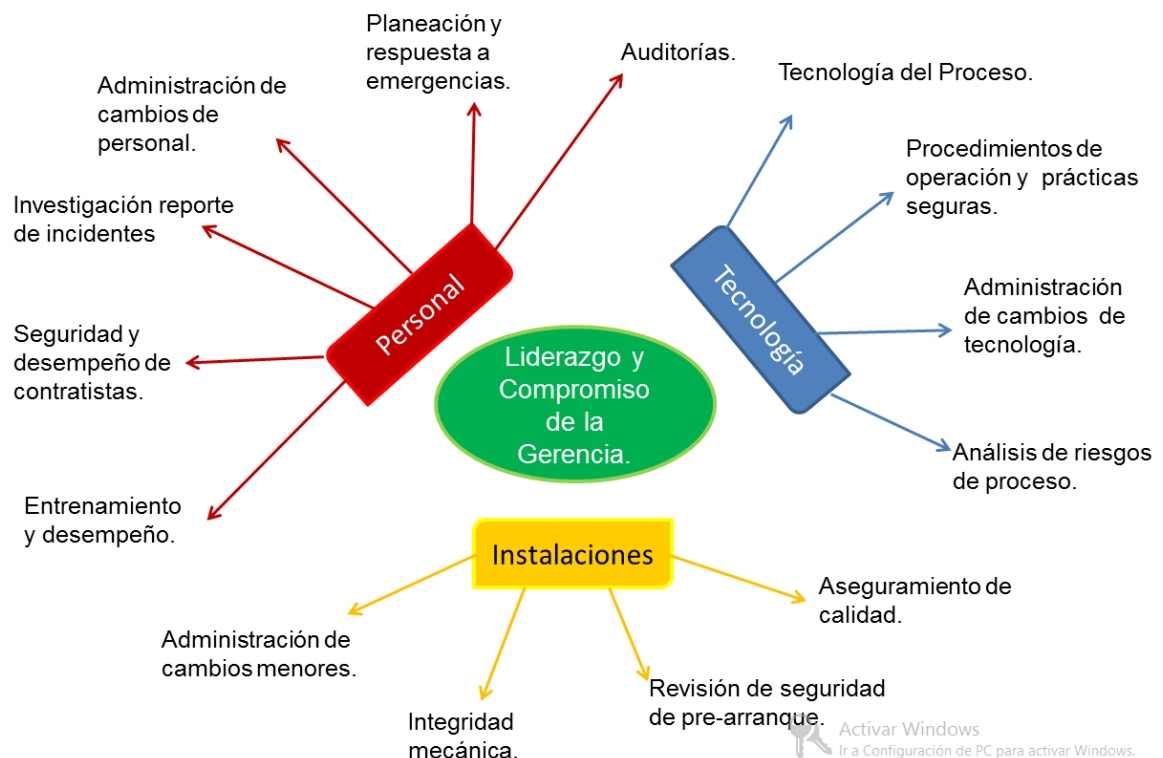 Planeación y
respuesta a
emergencias.
Auditorías.
Tecnología del Proceso.
Administración de
cambios de
personal.
Procedimientos de
operación y prácticas
seguras.
Investigación reporte
de incidentes
Personal
Tecnología
Administración
de cambios de
tecnología.
Seguridad y
desempeño de
contratistas.
Liderazgo y
Compromiso
de la
Gerencia.
Análisis de riesgos
de proceso.
Entrenamiento
y desempeño.
Instalaciones
Aseguramiento de
calidad.
Administración de
cambios menores.
Revisión de seguridad
de pre-arranque.
Integridad
mecánica.
Activar Windows
Ir a Configuración de PC para activar Windows.